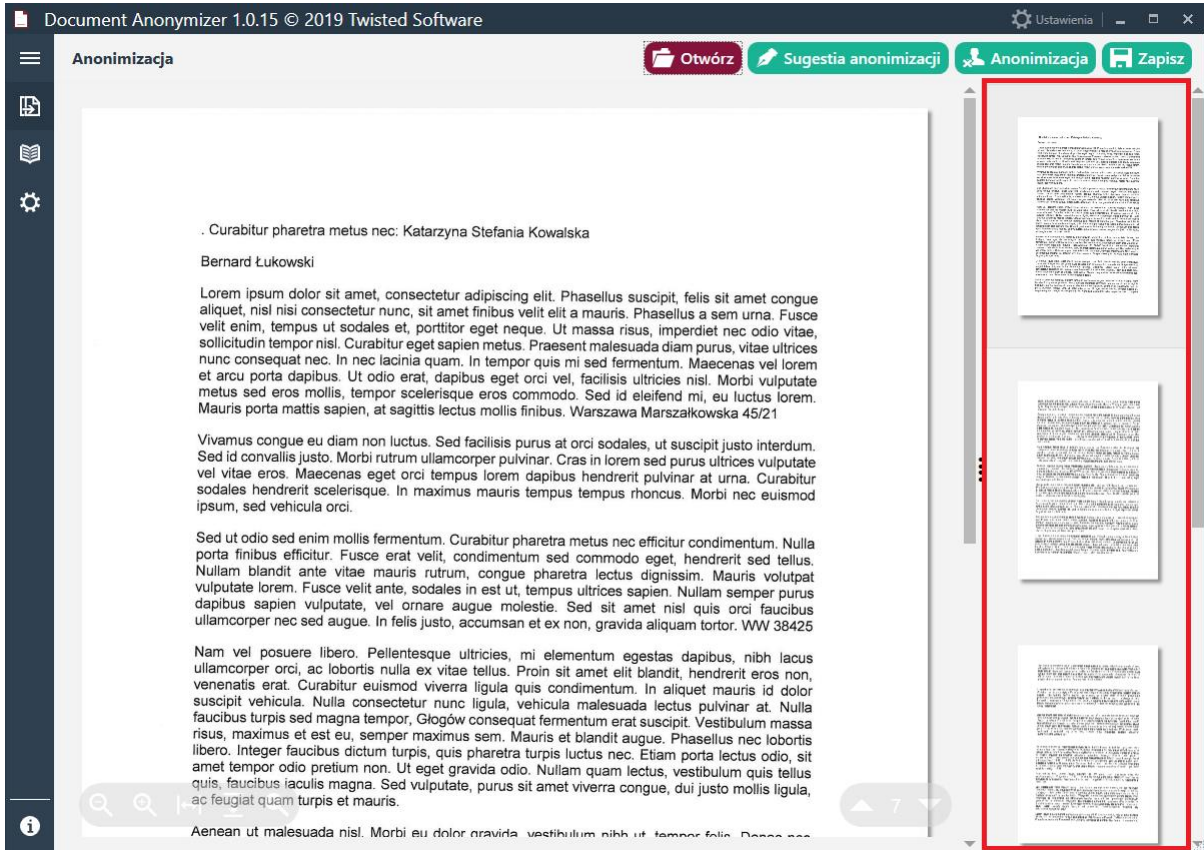 Document Anonymizer 1.0.15 © 2019 Twisted Software
Ustawienia
Anonimizacja
Otwórz
Sugestia anonimizacji
Anonimizacja
Zapisz
. Curabitur pharetra metus nec: Katarzyna Stefania Kowalska
Bernard Łukowski
Lorem ipsum dolor sit amet, consectetur adipiscing elit. Phasellus suscipit, felis sit amet congue
aliquet, nisl nisi consectetur nunc, sit amet finibus velit elit a mauris. Phasellus a sem urna. Fusce
velit enim, tempus ut sodales et, porttitor eget neque. Ut massa risus, imperdiet nec odio vitae,
sollicitudin tempor nisl. Curabitur eget sapien metus. Praesent malesuada diam purus, vitae ultrices
nunc consequat nec. In nec lacinia quam. In tempor quis mi sed fermentum. Maecenas vel lorem
et arcu porta dapibus. Ut odio erat, dapibus eget orci vel, facilisis ultricies nisl. Morbi vulputate
metus sed eros mollis, tempor scelerisque eros commodo. Sed id eleifend mi, eu luctus lorem.
Mauris porta mattis sapien, at sagittis lectus mollis finibus. Warszawa Marszałkowska 45/21
Vivamus congue eu diam non luctus. Sed facilisis purus at orci sodales, ut suscipit justo interdum.
Sed id convallis justo. Morbi rutrum ullamcorper pulvinar. Cras in lorem sed purus ultrices vulputate
vel vitae eros. Maecenas eget orci tempus lorem dapibus hendrerit pulvinar at urna. Curabitur
sodales hendrerit scelerisque. In maximus mauris tempus tempus rhoncus. Morbi nec euismod
ipsum, sed vehicula orci.
Sed ut odio sed enim mollis fermentum. Curabitur pharetra metus nec efficitur condimentum. Nulla
porta finibus efficitur. Fusce erat velit, condimentum sed commodo eget, hendrerit sed tellus.
Nullam blandit ante vitae mauris rutrum, congue pharetra lectus dignissim. Mauris volutpat
vulputate lorem. Fusce velit ante, sodales in est ut, tempus ultrices sapien. Nullam semper purus
dapibus sapien vulputate, vel ornare augue molestie. Sed sit amet nisl quis orci faucibus
ullamcorper nec sed augue. In felis justo, accumsan et ex non, gravida aliquam tortor. WW 38425
Nam vel posuere libero. Pellentesque ultricies, mi elementum egestas dapibus, nibh lacus
ullamcorper orci, ac lobortis nulla ex vitae tellus. Proin sit amet elit blandit, hendrerit eros non,
venenatis erat. Curabitur euismod viverra ligula quis condimentum. In aliquet mauris id dolor
suscipit vehicula. Nulla consectetur nunc ligula, vehicula malesuada lectus pulvinar at. Nulla
faucibus turpis sed magna tempor, Głogów consequat fermentum erat suscipit. Vestibulum massa
risus, maximus et est eu, semper maximus sem. Mauris et blandit augue. Phasellus nec lobortis
libero. Integer faucibus dictum turpis, quis pharetra turpis luctus nec. Etiam porta lectus odio, sit
amet tempor odio pretium non. Ut eget gravida odio. Nullam quam lectus, vestibulum quis tellus
quis, faucibus iaculis magna. Sed vulputate, purus sit amet viverra congue, dui justo mollis ligula,
ac feugiat quam turpis et mauris.
7
Aenean ut malesuada nisl. Morbi eu dolor gravida, vestibulum nibh ut, tempor felis. Donec nec